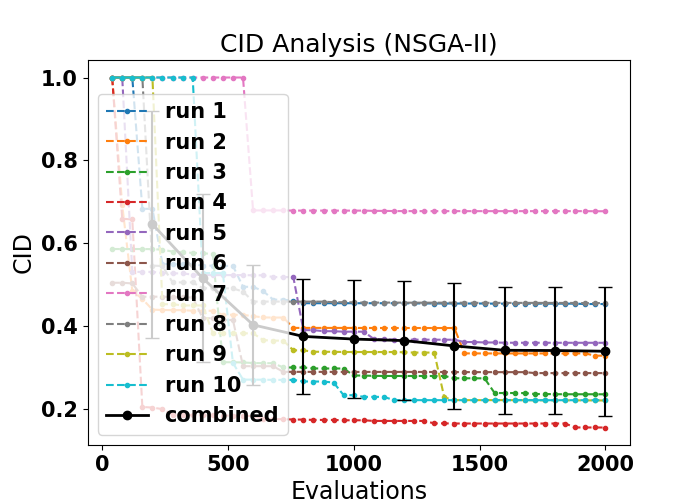 CID Analysis (NSGA-II)
CID
1.0
0.8
0.6
0.4
0.2
run 1
run 2
run 3
run 4
run 5
run 6
run 7
run 8
run 9
run 10
combined
0 500 1000 1500 2000
Evaluations